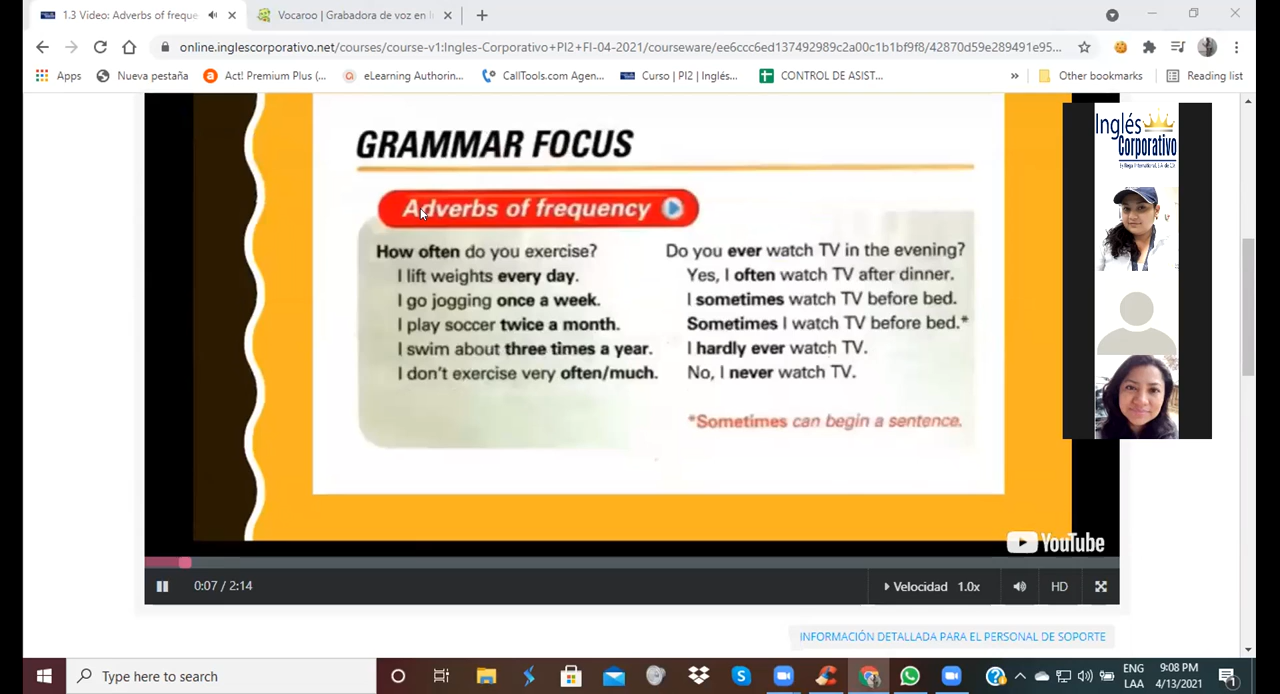 1.3 Video: Adverbs of freque
Vocaroo | Grabadora de voz en l
online.inglescorporativo.net/courses/course-v1:Ingles-Corporativo+PI2+FI-04-2021/courseware/ee6ccc6ed137492989c2a00c1b1bf9f8/42870d59e289491e95...
Apps
Nueva pestaña
Act! Premium Plus (...
eLearning Authorin...
CallTools.com Agen...
Curso | PI2 | Inglés...
CONTROL DE ASIST...
»
Other bookmarks
Reading list
GRAMMAR FOCUS
Adverbs of frequency
How often do you exercise?
I lift weights every day.
I go jogging once a week.
I play soccer twice a month.
I swim about three times a year.
I don't exercise very often/much.
Do you ever watch TV in the evening?
Yes, I often watch TV after dinner.
I sometimes watch TV before bed.
Sometimes I watch TV before bed.*
I hardly ever watch TV.
No, I never watch TV.
*Sometimes can begin a sentence.
Inglés
Corporativo
YouTube
0:07 / 2:14
Velocidad 1.0x
HD
INFORMACIÓN DETALLADA PARA EL PERSONAL DE SOPORTE
Type here to search
ENG
LAA
9:08 PM
4/13/2021
1